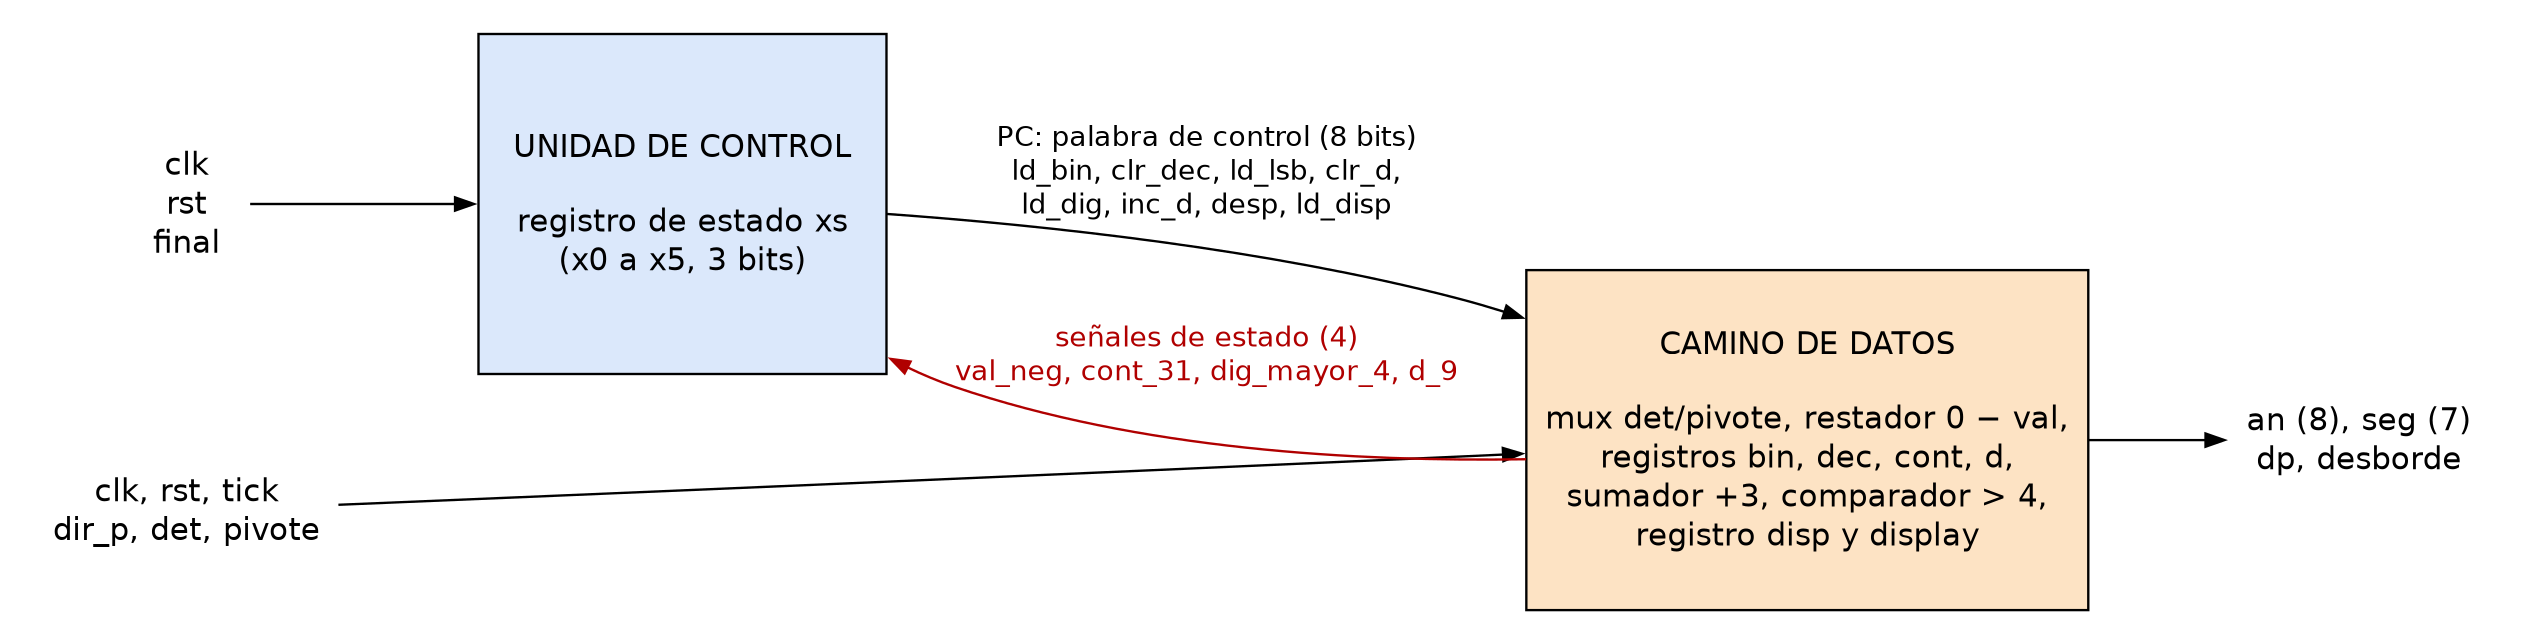 clk
rst
final
UNIDAD DE CONTROL
registro de estado xs
(x0 a x5, 3 bits)
PC: palabra de control (8 bits)
ld_bin, clr_dec, ld_lsb, clr_d,
ld_dig, inc_d, desp, ld_disp
señales de estado (4)
val_neg, cont_31, dig_mayor_4, d_9
clk, rst, tick
dir_p, det, pivote
CAMINO DE DATOS
mux det/pivote, restador 0 − val,
registros bin, dec, cont, d,
sumador +3, comparador > 4,
registro disp y display
an (8), seg (7)
dp, desborde